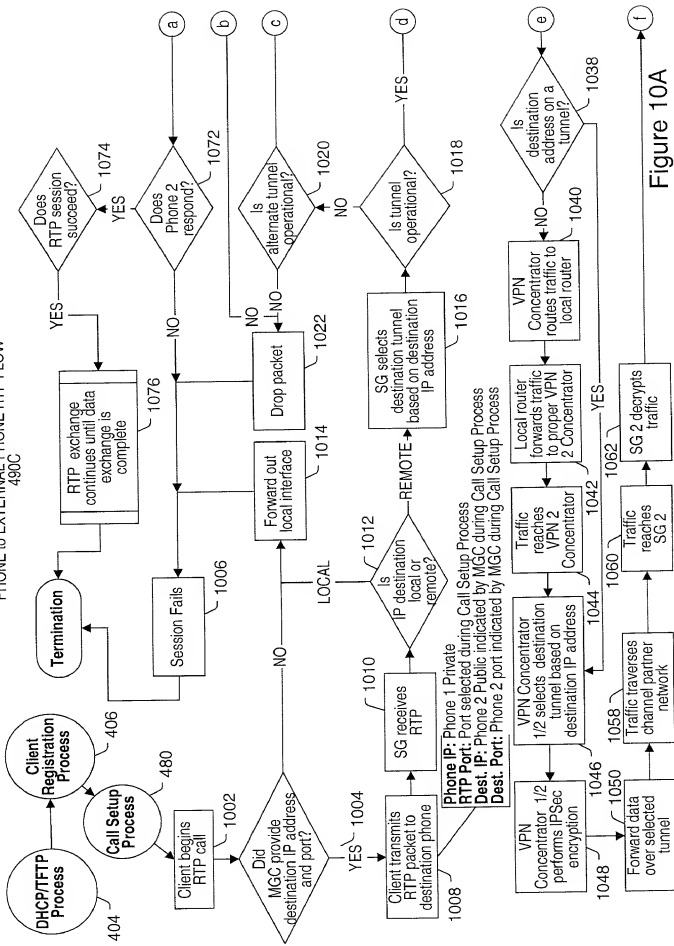 PHONE to EXTERNAL PHONE RTP FLOW
490C
DHCP/TFTP
Process
404
Client
Registration
Process
406
Call Setup
Process
480
Client begins
RTP call
1002
Did
MGC provide
destination IP address
and port?
NO
YES
1004
Client transmits
RTP packet to
destination phone
1008
Phone IP: Phone 1 Private
RTP Port: Port selected during Call Setup Process
Dest. IP: Phone 2 Public indicated by MGC during Call Setup Process
Dest. Port: Phone 2 port indicated by MGC during Call Setup Process
SG receives
RTP
1010
Is
IP destination
local or
remote?
1012
LOCAL
REMOTE
Forward out
local interface
1014
SG selects
destination tunnel
based on destination
IP address
1016
Is tunnel
operational?
1018
YES
d
NO
Is
alternate tunnel
operational?
1020
c
NO
b
NO
Drop packet
1022
Session Fails
1006
Termination
RTP exchange
continues until data
exchange is
complete
1076
YES
Does
RTP session
succeed?
1074
YES
Does
Phone 2
respond?
1072
a
NO
e
Is
destination
address on a
tunnel?
1038
NO
YES
VPN
Concentrator
routes traffic to
local router
1040
Local router
forwards traffic
to proper VPN
2 Concentrator
1042
Traffic
reaches
VPN 2
Concentrator
1044
VPN Concentrator
1/2 selects destination
tunnel based on
destination IP address
1046
VPN
Concentrator 1/2
performs IPSec
encryption
1048
Forward data
over selected
tunnel
1050
Traffic traverses
channel partner
network
1058
Traffic
reaches
SG 2
1060
SG 2 decrypts
traffic
1062
f
Figure 10A